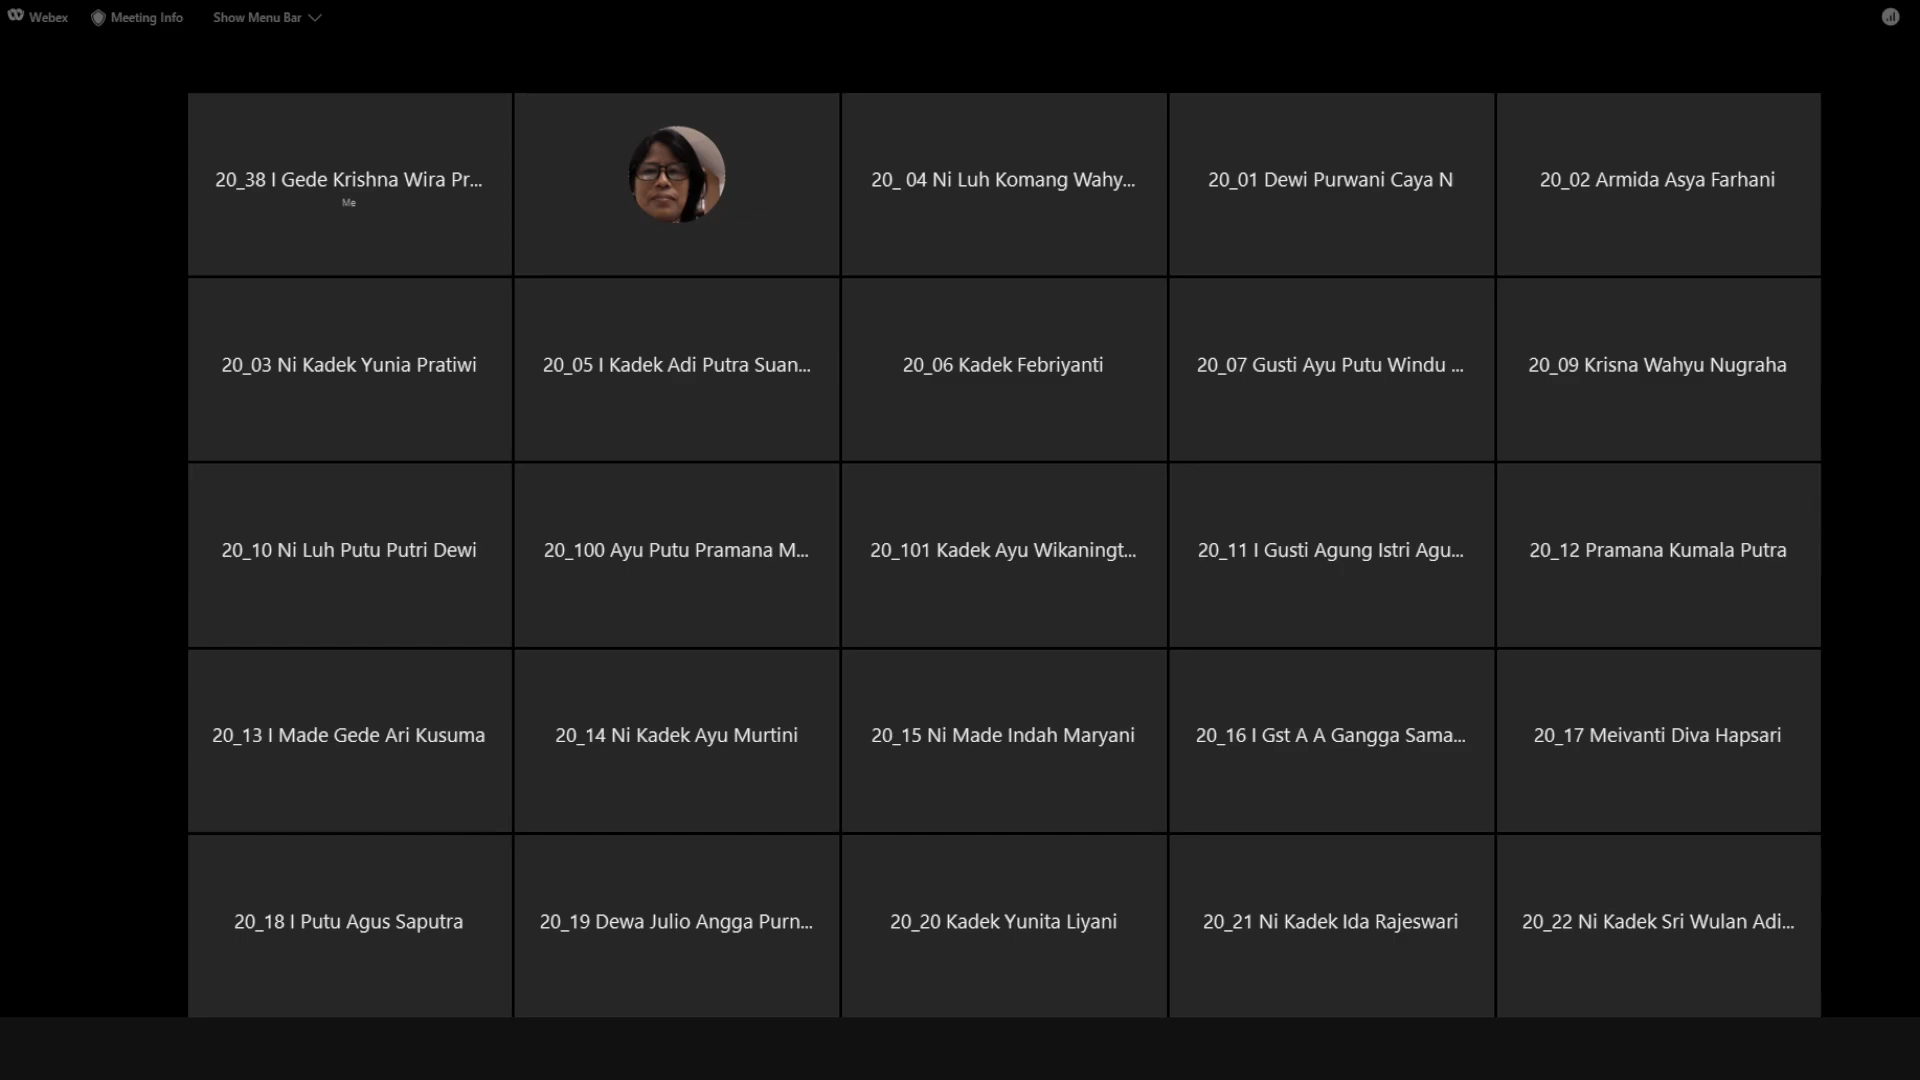 Webex Meeting Info Show Menu Bar
20_38 I Gede Krishna Wira Pr...
Me
20_ 04 Ni Luh Komang Wahy...
20_01 Dewi Purwani Caya N
20_02 Armida Asya Farhani
20_03 Ni Kadek Yunia Pratiwi
20_05 I Kadek Adi Putra Suan...
20_06 Kadek Febriyanti
20_07 Gusti Ayu Putu Windu ...
20_09 Krisna Wahyu Nugraha
20_10 Ni Luh Putu Putri Dewi
20_100 Ayu Putu Pramana M...
20_101 Kadek Ayu Wikaningt...
20_11 I Gusti Agung Istri Agu...
20_12 Pramana Kumala Putra
20_13 I Made Gede Ari Kusuma
20_14 Ni Kadek Ayu Murtini
20_15 Ni Made Indah Maryani
20_16 I Gst A A Gangga Sama...
20_17 Meivanti Diva Hapsari
20_18 I Putu Agus Saputra
20_19 Dewa Julio Angga Purn...
20_20 Kadek Yunita Liyani
20_21 Ni Kadek Ida Rajeswari
20_22 Ni Kadek Sri Wulan Adi...